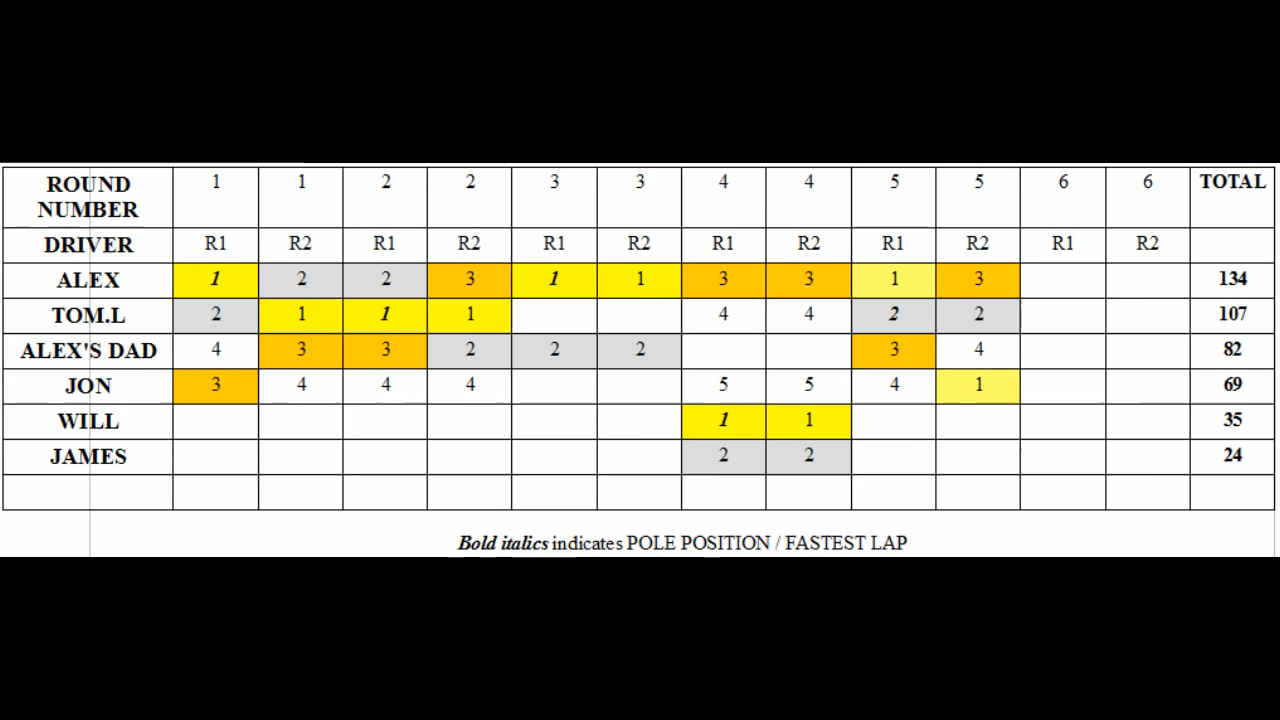 ROUND NUMBER 1 1 2 2 3 3 4 4 5 5 6 6 TOTAL
DRIVER R1 R2 R1 R2 R1 R2 R1 R2 R1 R2 R1 R2
ALEX 1 2 2 3 1 1 3 3 1 3 134
TOM.L 2 1 1 1 4 4 2 2 107
ALEX'S DAD 4 3 3 2 2 2 3 4 82
JON 3 4 4 4 5 5 4 1 69
WILL 1 1 35
JAMES 2 2 24
Bold italics indicates POLE POSITION / FASTEST LAP